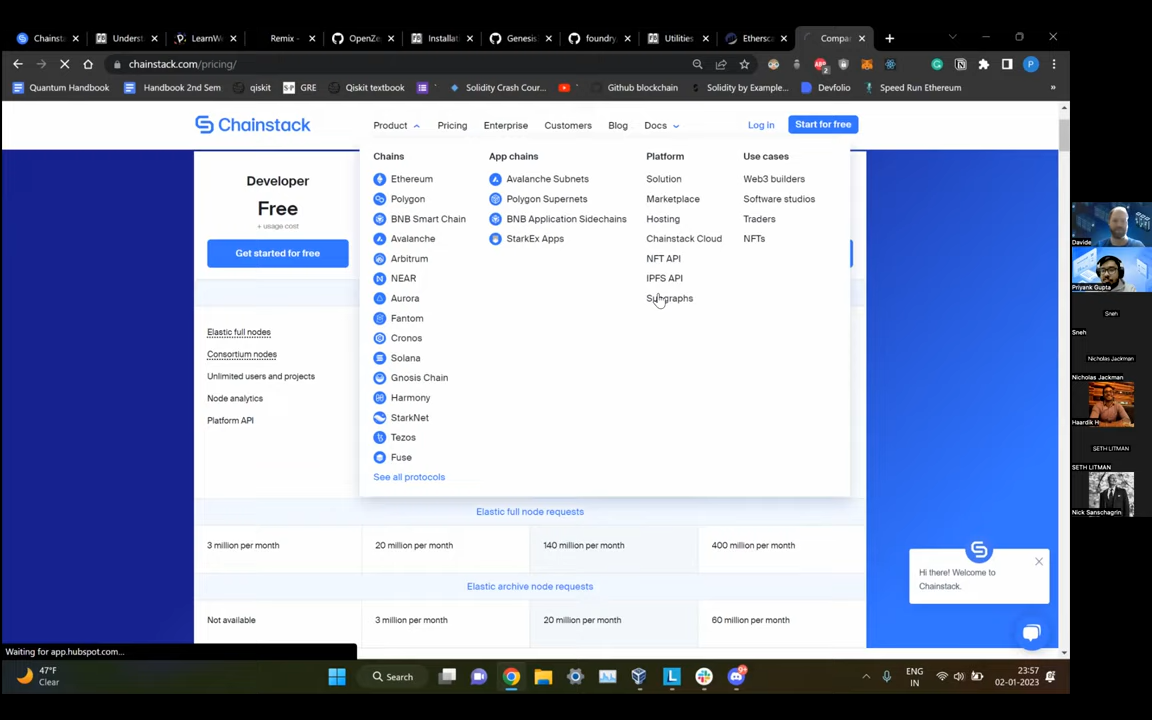 Chainsta
Underst
LearnW
Remix -
OpenZe
Installat
Genesis
foundry
Utilities
Ethersc
Compar
chainstack.com/pricing/
Quantum Handbook
Handbook 2nd Sem
qiskit
GRE
Qiskit textbook
Solidity Crash Cour...
Github blockchain
Solidity by Example...
Devfolio
Speed Run Ethereum
Chainstack
Product
Pricing
Enterprise
Customers
Blog
Docs
Log in
Start for free
Developer
Free
+ usage cost
Get started for free
Elastic full nodes
Consortium nodes
Unlimited users and projects
Node analytics
Platform API
Chains
Ethereum
Polygon
BNB Smart Chain
Avalanche
Arbitrum
NEAR
Aurora
Fantom
Cronos
Solana
Gnosis Chain
Harmony
StarkNet
Tezos
Fuse
See all protocols
App chains
Avalanche Subnets
Polygon Supernets
BNB Application Sidechains
StarkEx Apps
Platform
Solution
Marketplace
Hosting
Chainstack Cloud
NFT API
IPFS API
Subgraphs
Use cases
Web3 builders
Software studios
Traders
NFTs
Elastic full node requests
3 million per month
20 million per month
140 million per month
400 million per month
Elastic archive node requests
Not available
3 million per month
20 million per month
60 million per month
Hi there! Welcome to
Chainstack.
Waiting for app.hubspot.com...
47°F
Clear
Search
ENG
IN
23:57
02-01-2023
Davide
Priyank Gupta
Sneh
Sneh
Nicholas Jackman
Nicholas Jackman
Haardik H
SETH LITMAN
SETH LITMAN
Nick Sanschagrin